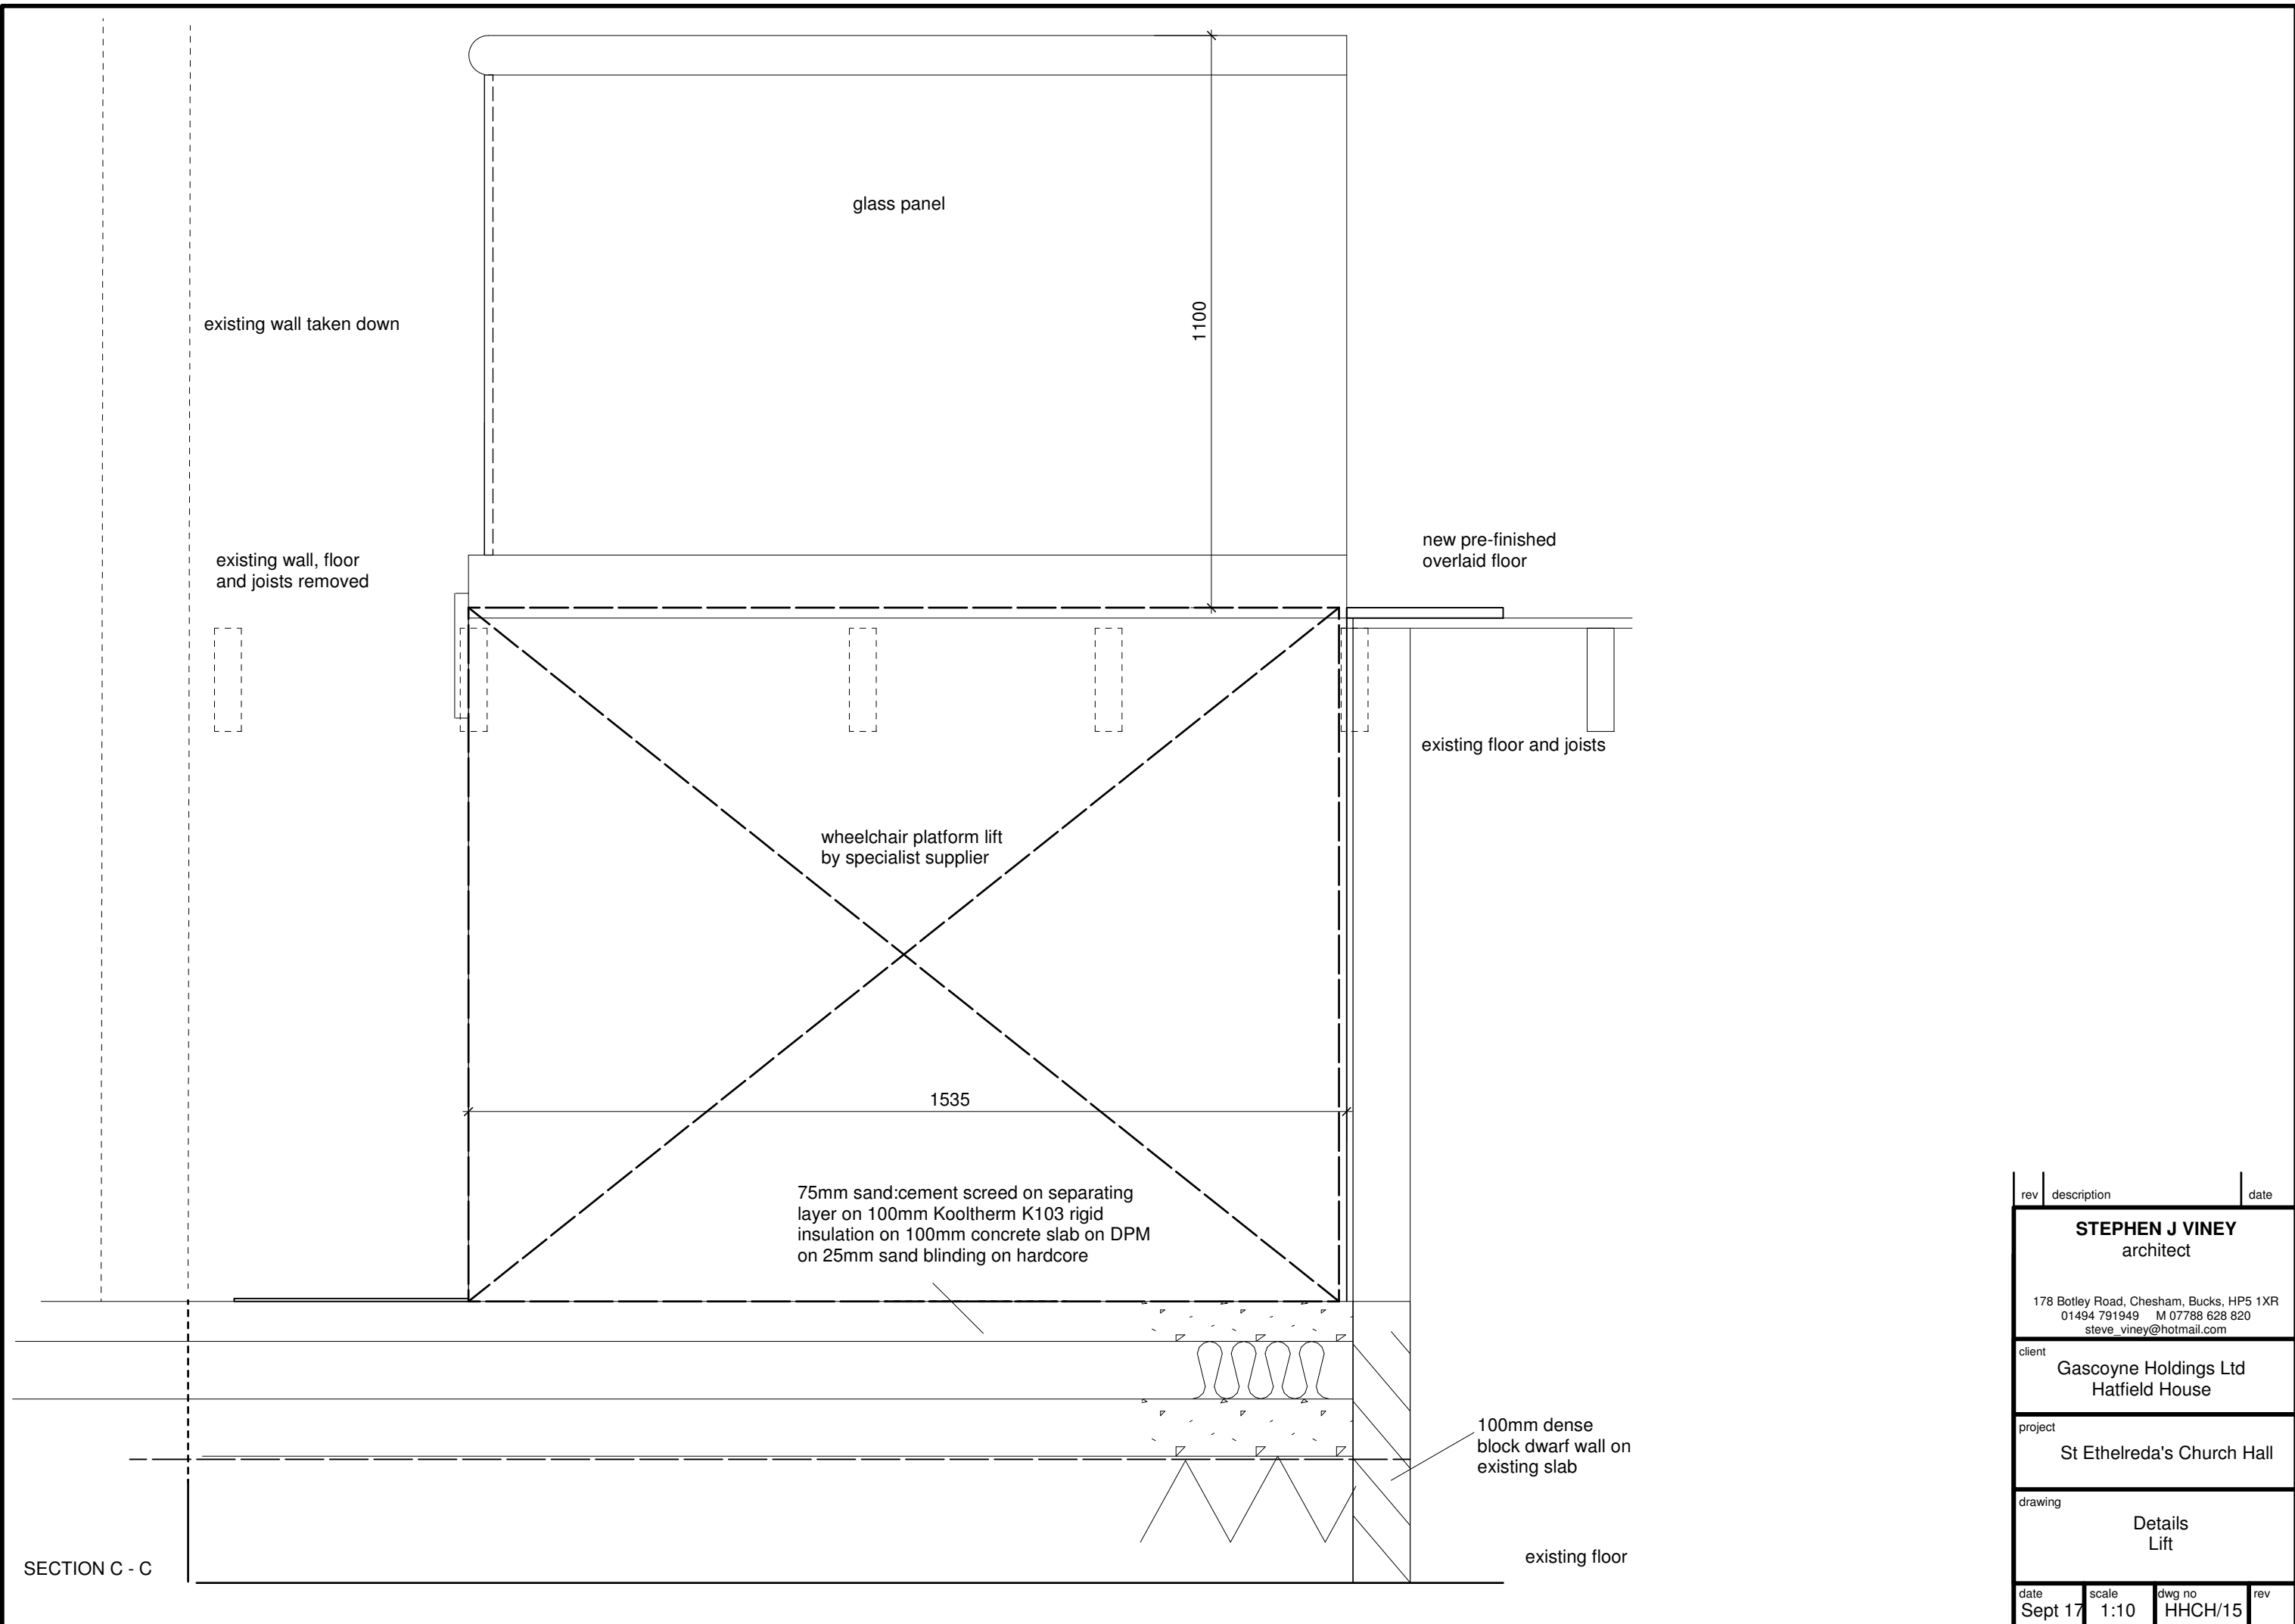 glass panel
existing wall taken down
1100
existing wall, floor
and joists removed
new pre-finished
overlaid floor
existing floor and joists
wheelchair platform lift
by specialist supplier
1535
75mm sand:cement screed on separating
layer on 100mm Kooltherm K103 rigid
insulation on 100mm concrete slab on DPM
on 25mm sand blinding on hardcore
100mm dense
block dwarf wall on
existing slab
existing floor
SECTION C - C
rev description date
STEPHEN J VINEY
architect
178 Botley Road, Chesham, Bucks, HP5 1XR
01494 791949 M 07788 628 820
steve_viney@hotmail.com
client
Gascoyne Holdings Ltd
Hatfield House
project
St Ethelreda's Church Hall
drawing
Details
Lift
date scale dwg no rev
Sept 17 1:10 HHCH/15